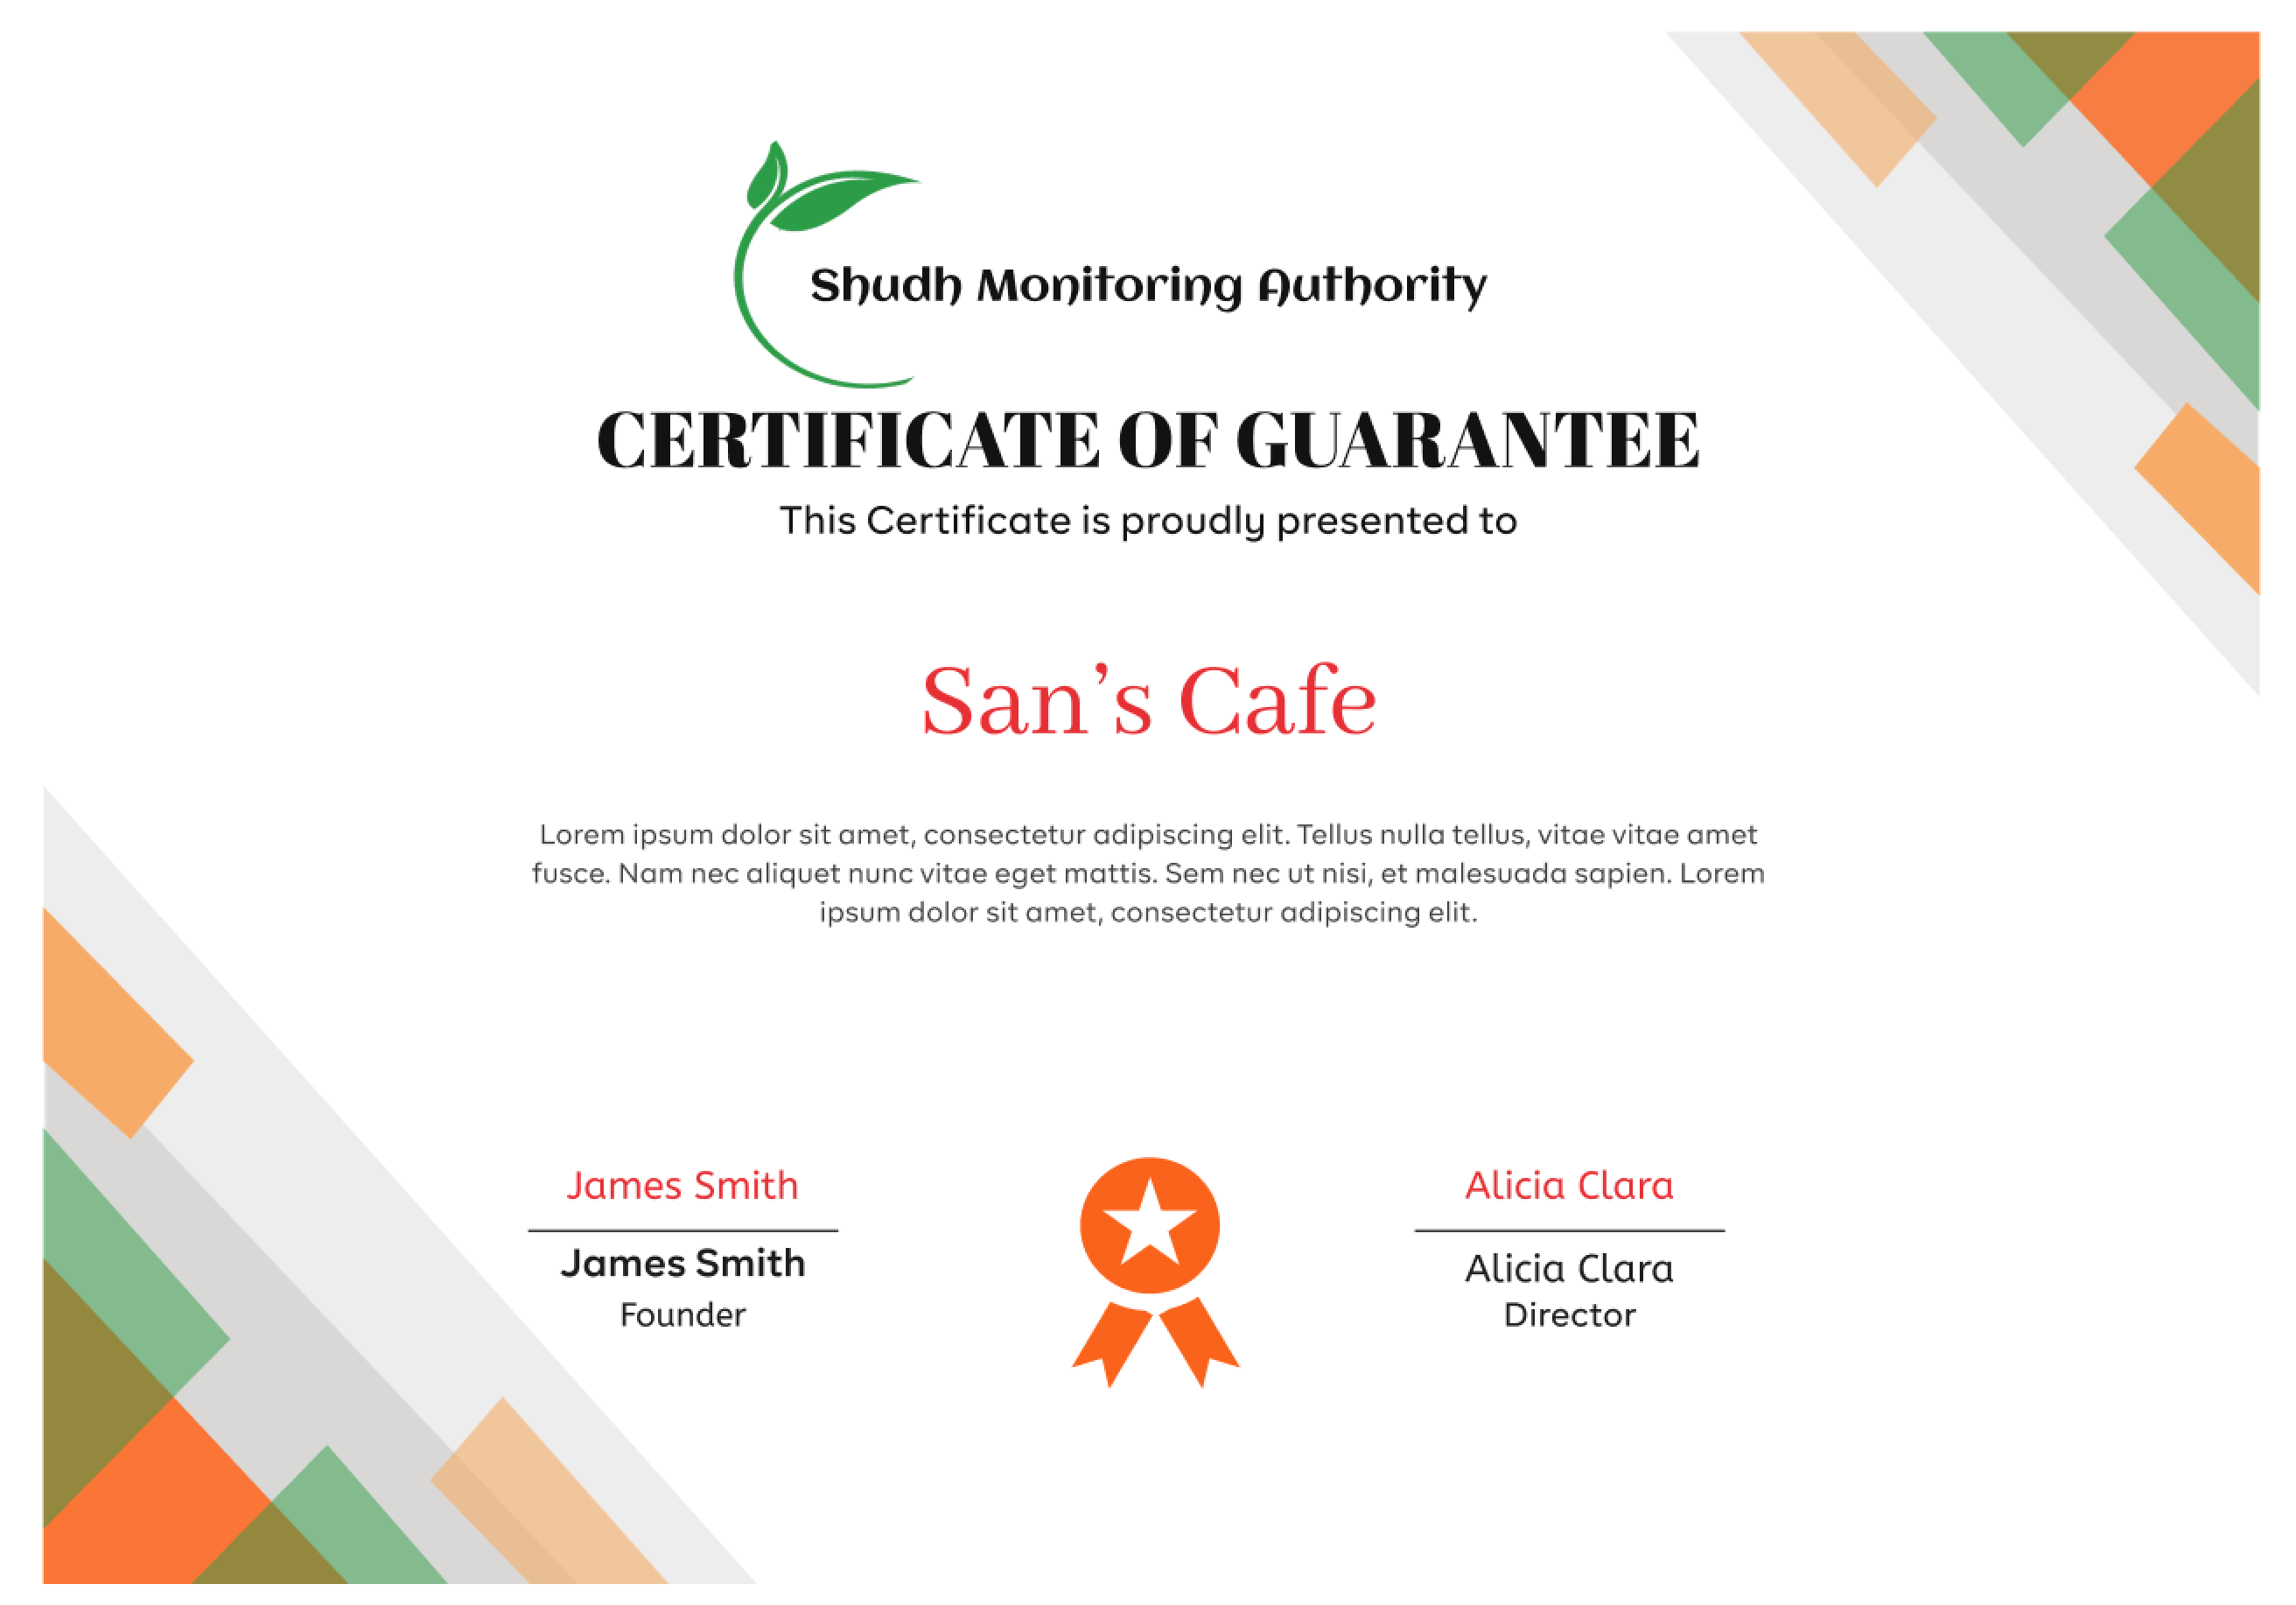 Shudh Monitoring Authority
CERTIFICATE OF GUARANTEE
This Certificate is proudly presented to
San’s Cafe
Lorem ipsum dolor sit amet, consectetur adipiscing elit. Tellus nulla tellus, vitae vitae amet
fusce. Nam nec aliquet nunc vitae eget mattis. Sem nec ut nisi, et malesuada sapien. Lorem
ipsum dolor sit amet, consectetur adipiscing elit.
James Smith
James Smith
Founder
Alicia Clara
Alicia Clara
Director